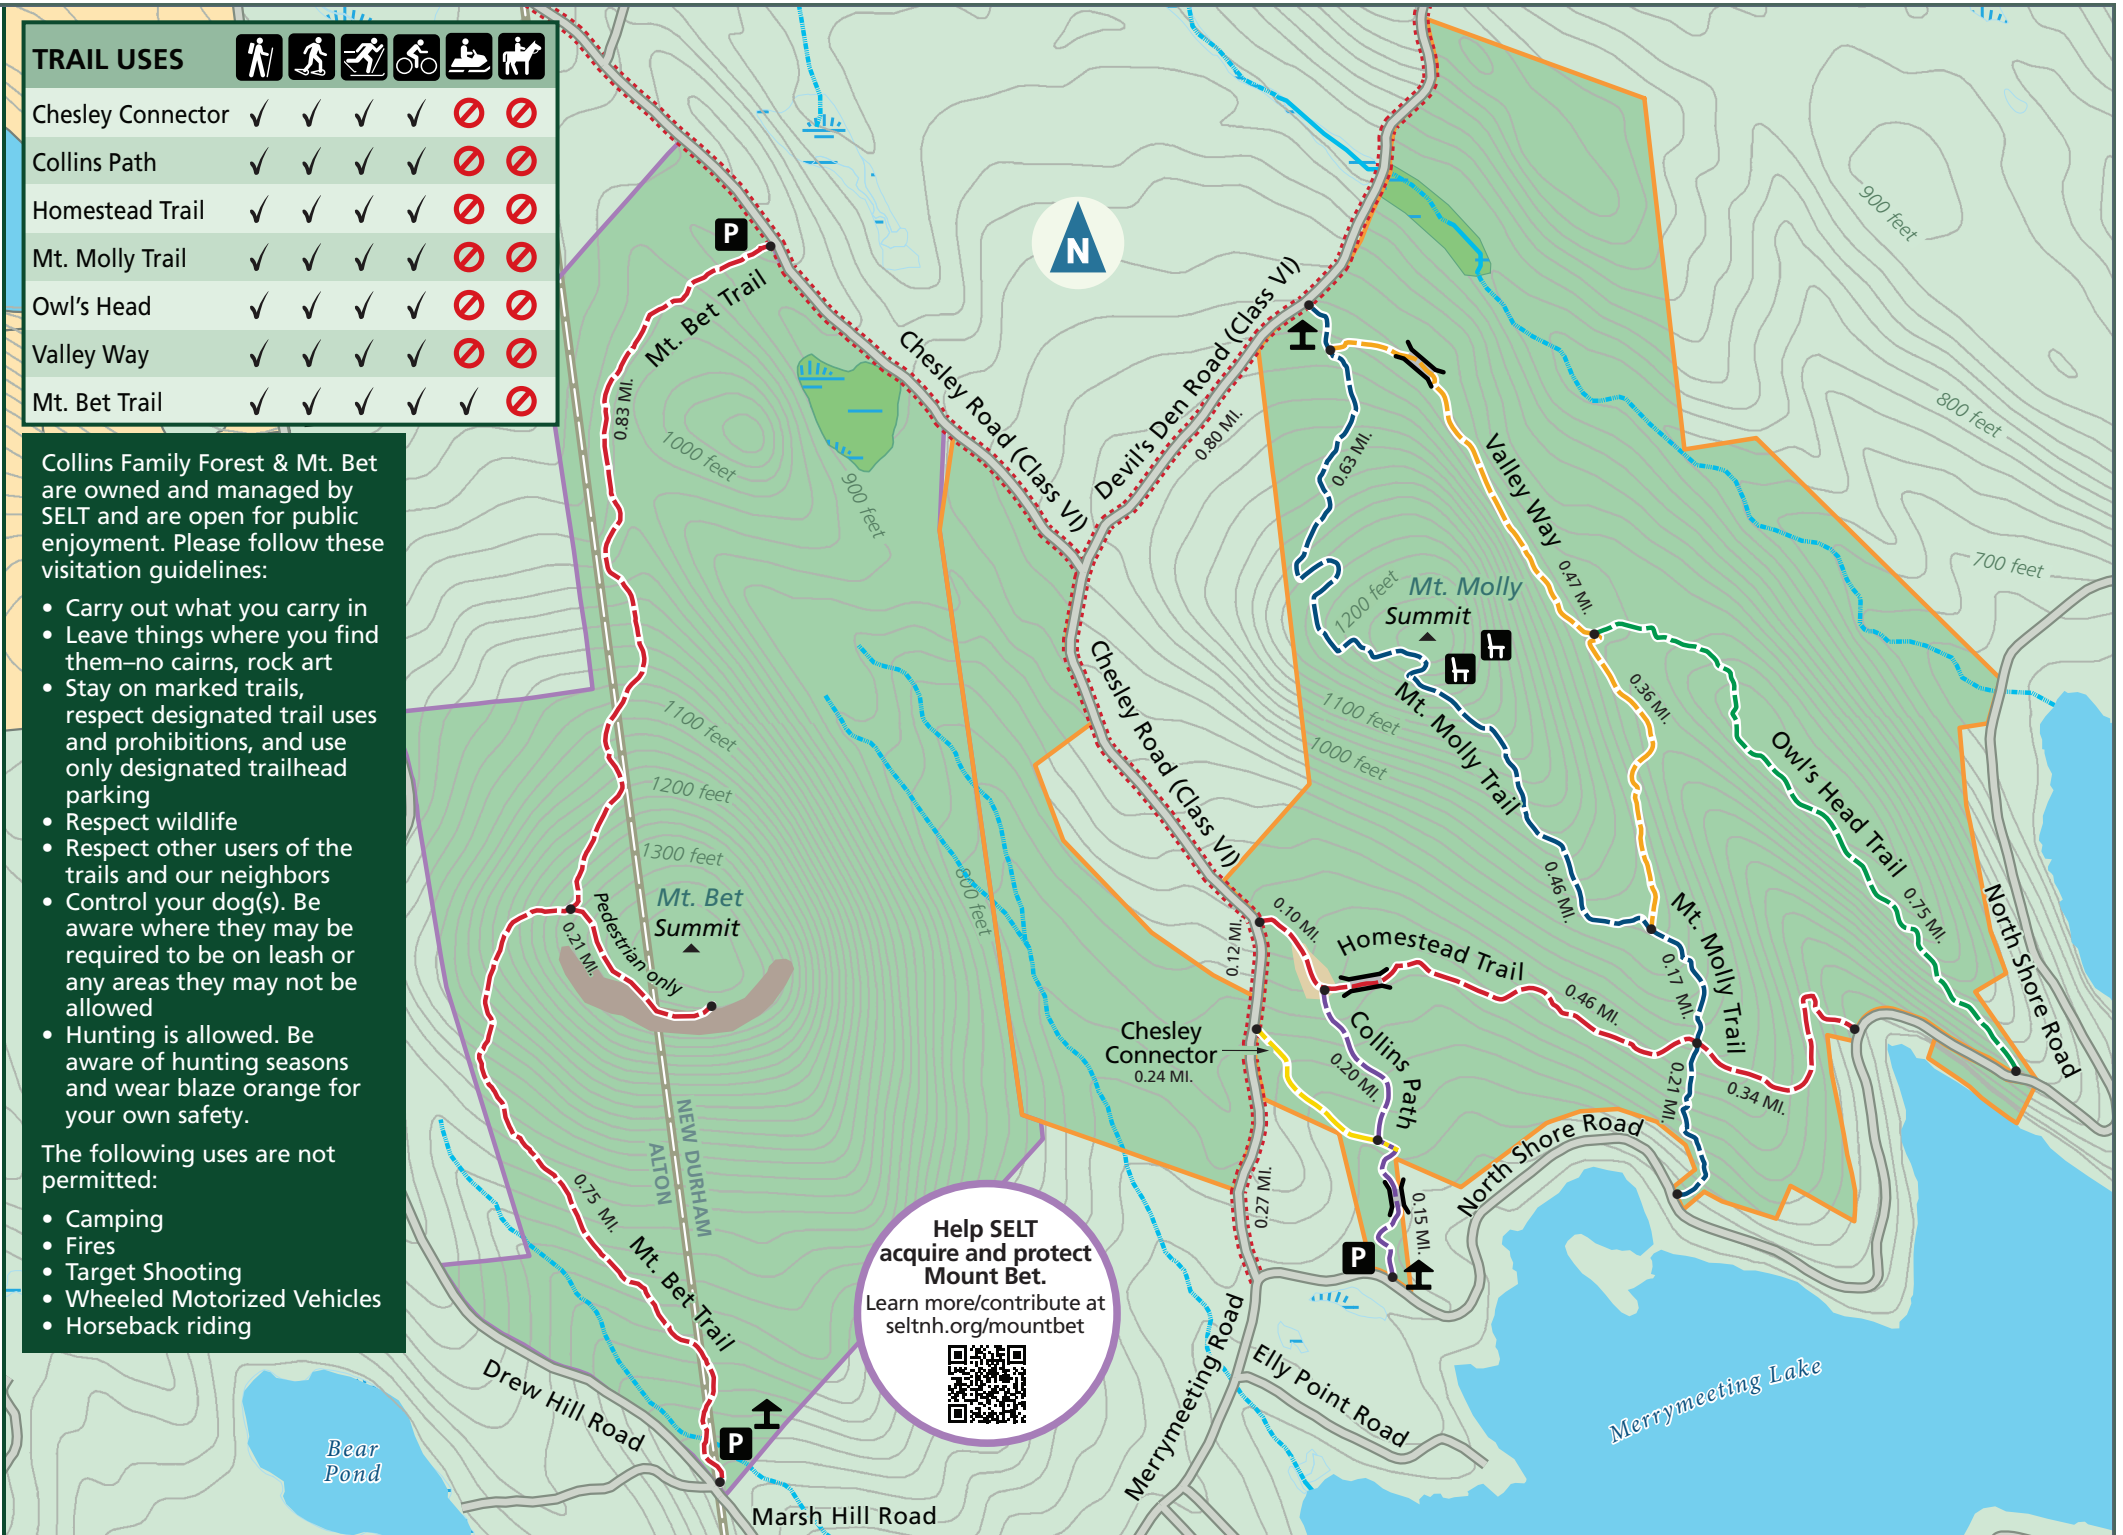 TRAIL USES
Chesley Connector
Collins Path
Homestead Trail
Mt. Molly Trail
Owl's Head
Valley Way
Mt. Bet Trail
Collins Family Forest & Mt. Bet
are owned and managed by
SELT and are open for public
enjoyment. Please follow these
visitation guidelines:
• Carry out what you carry in
• Leave things where you find
them–no cairns, rock art
• Stay on marked trails,
respect designated trail uses
and prohibitions, and use
only designated trailhead
parking
• Respect wildlife
• Respect other users of the
trails and our neighbors
• Control your dog(s). Be
aware where they may be
required to be on leash or
any areas they may not be
allowed
• Hunting is allowed. Be
aware of hunting seasons
and wear blaze orange for
your own safety.
The following uses are not
permitted:
• Camping
• Fires
• Target Shooting
• Wheeled Motorized Vehicles
• Horseback riding
P
Mt. Bet Trail
0.83 MI.
1000 feet
900 feet
N
Chesley Road (Class VI)
Devil's Den Road (Class VI)
0.80 MI.
900 feet
800 feet
700 feet
0.63 MI.
Valley Way
0.47 MI.
1200 feet
Mt. Molly
Summit
1100 feet
1000 feet
Mt. Molly Trail
0.36 MI.
Owl's Head Trail
0.75 MI.
North Shore Road
Chesley Road (Class VI)
1100 feet
1200 feet
1300 feet
Mt. Bet
Summit
Pedestrian only
0.21 MI.
800 feet
0.46 MI.
0.10 MI.
0.12 MI.
Homestead Trail
0.46 MI.
Mt. Molly Trail
0.17 MI.
0.21 MI.
0.34 MI.
Chesley
Connector
0.24 MI.
Collins Path
0.20 MI.
0.15 MI.
0.27 MI.
P
North Shore Road
NEW DURHAM
ALTON
0.75 MI.
Mt. Bet Trail
Help SELT
acquire and protect
Mount Bet.
Learn more/contribute at
seltnh.org/mountbet
Merrymeeting Road
Elly Point Road
Merrymeeting Lake
Drew Hill Road
P
Bear
Pond
Marsh Hill Road